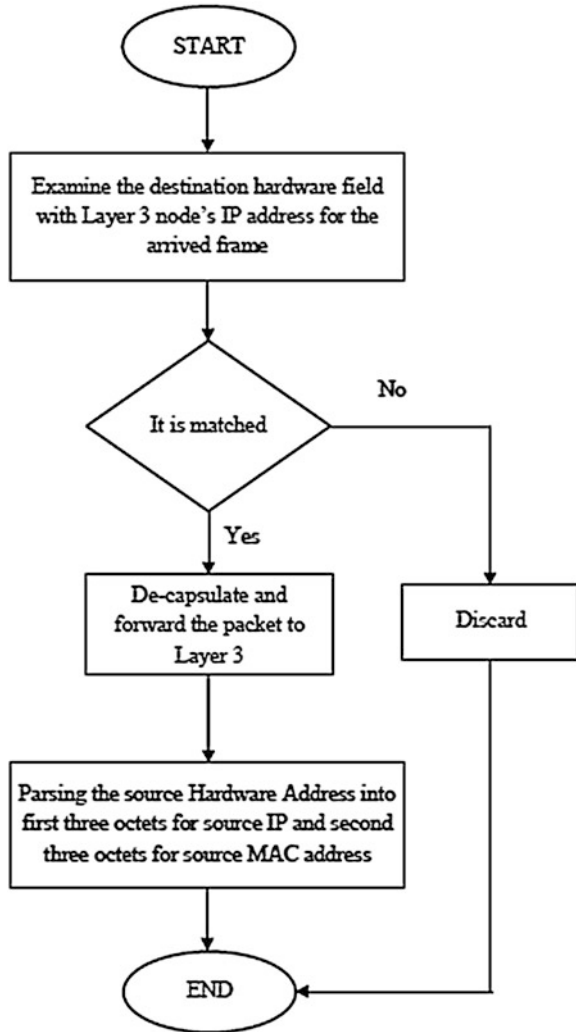 START
Examine the destination hardware field
with Layer 3 node's IP address for the
arrived frame
It is matched
No
Yes
De-capsulate and
forward the packet to
Layer 3
Discard
Parsing the source Hardware Address into
first three octets for source IP and second
three octets for source MAC address
END